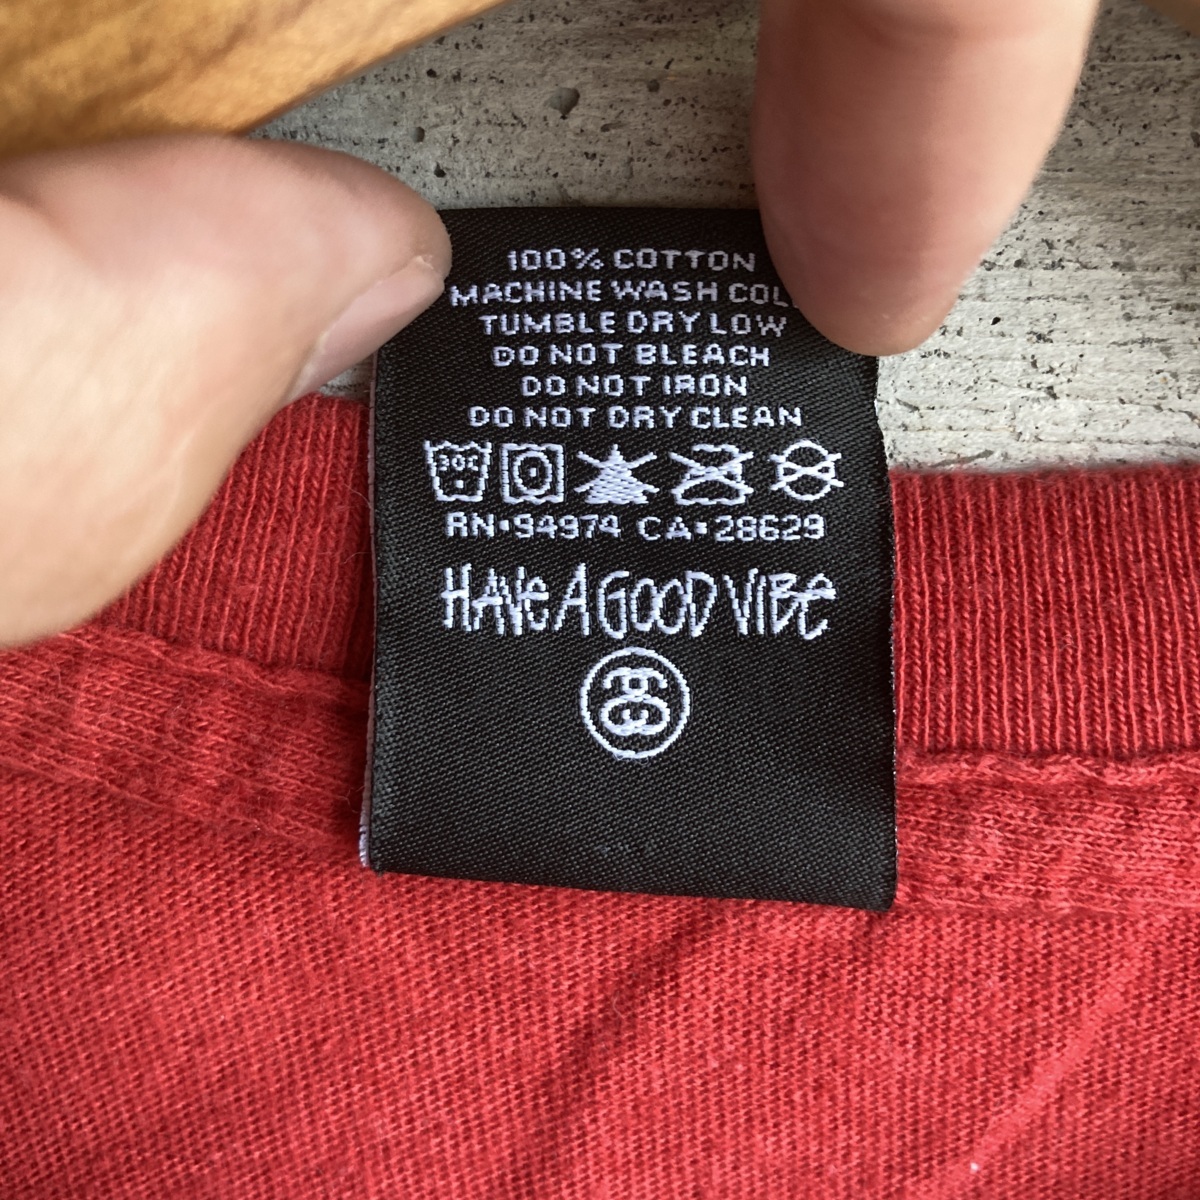 100% COTTON
MACHINE WASH COL
TUMBLE DRY LOW
DO NOT BLEACH
DO NOT IRON
DO NOT DRY CLEAN
30C
RN•94974 CA•28629
HAVE A GOOD VIBE